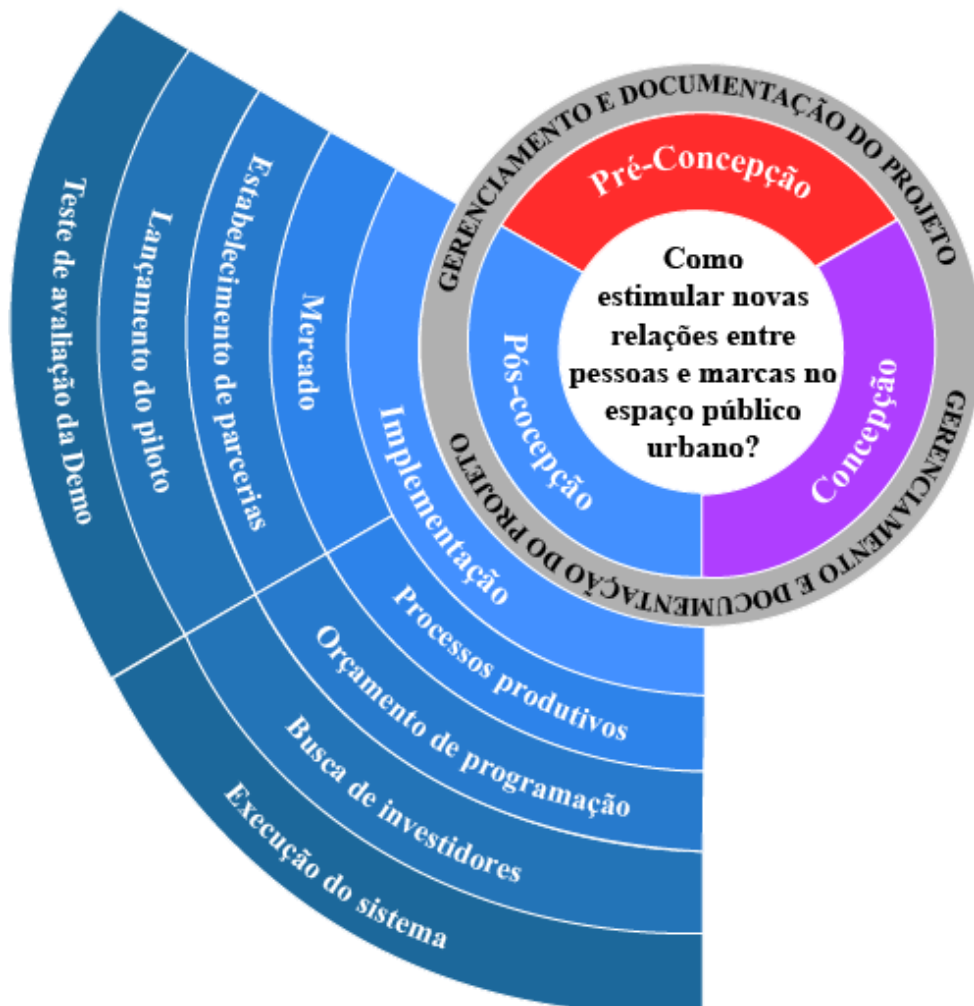 GERENCIAMENTO E DOCUMENTAÇÃO DO PROJETO
Pré-Concepção
Como
estimular novas
relações entre
pessoas e marcas no
espaço público
urbano?
Concepção
Pós-cocepção
GERENCIAMENTO E DOCUMENTO E DOCUMENTAÇÃO DO PROJETO
Implementação
Mercado
Processos produtivos
Estabelecimento de parcerias
Orçamento de programação
Lançamento do piloto
Busca de investidores
Teste de avaliação da Demo
Execução do sistema